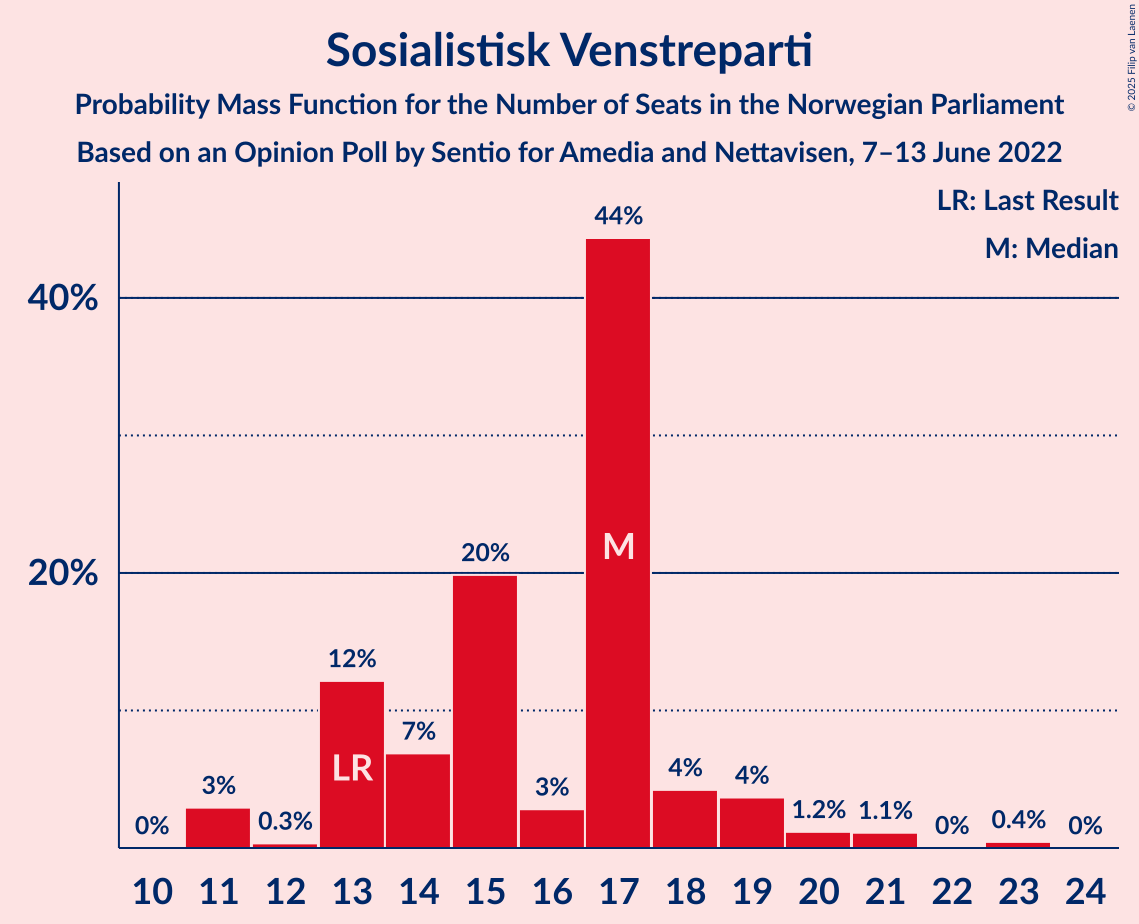 Sosialistisk Venstreparti
Probability Mass Function for the Number of Seats in the Norwegian Parliament
Based on an Opinion Poll by Sentio for Amedia and Nettavisen, 7–13 June 2022
© 2025 Filip van Laenen
LR: Last Result
M: Median
40%
20%
0%
3%
0.3%
12%
7%
20%
3%
44%
4%
4%
1.2%
1.1%
0%
0.4%
0%
LR
M
10 11 12 13 14 15 16 17 18 19 20 21 22 23 24